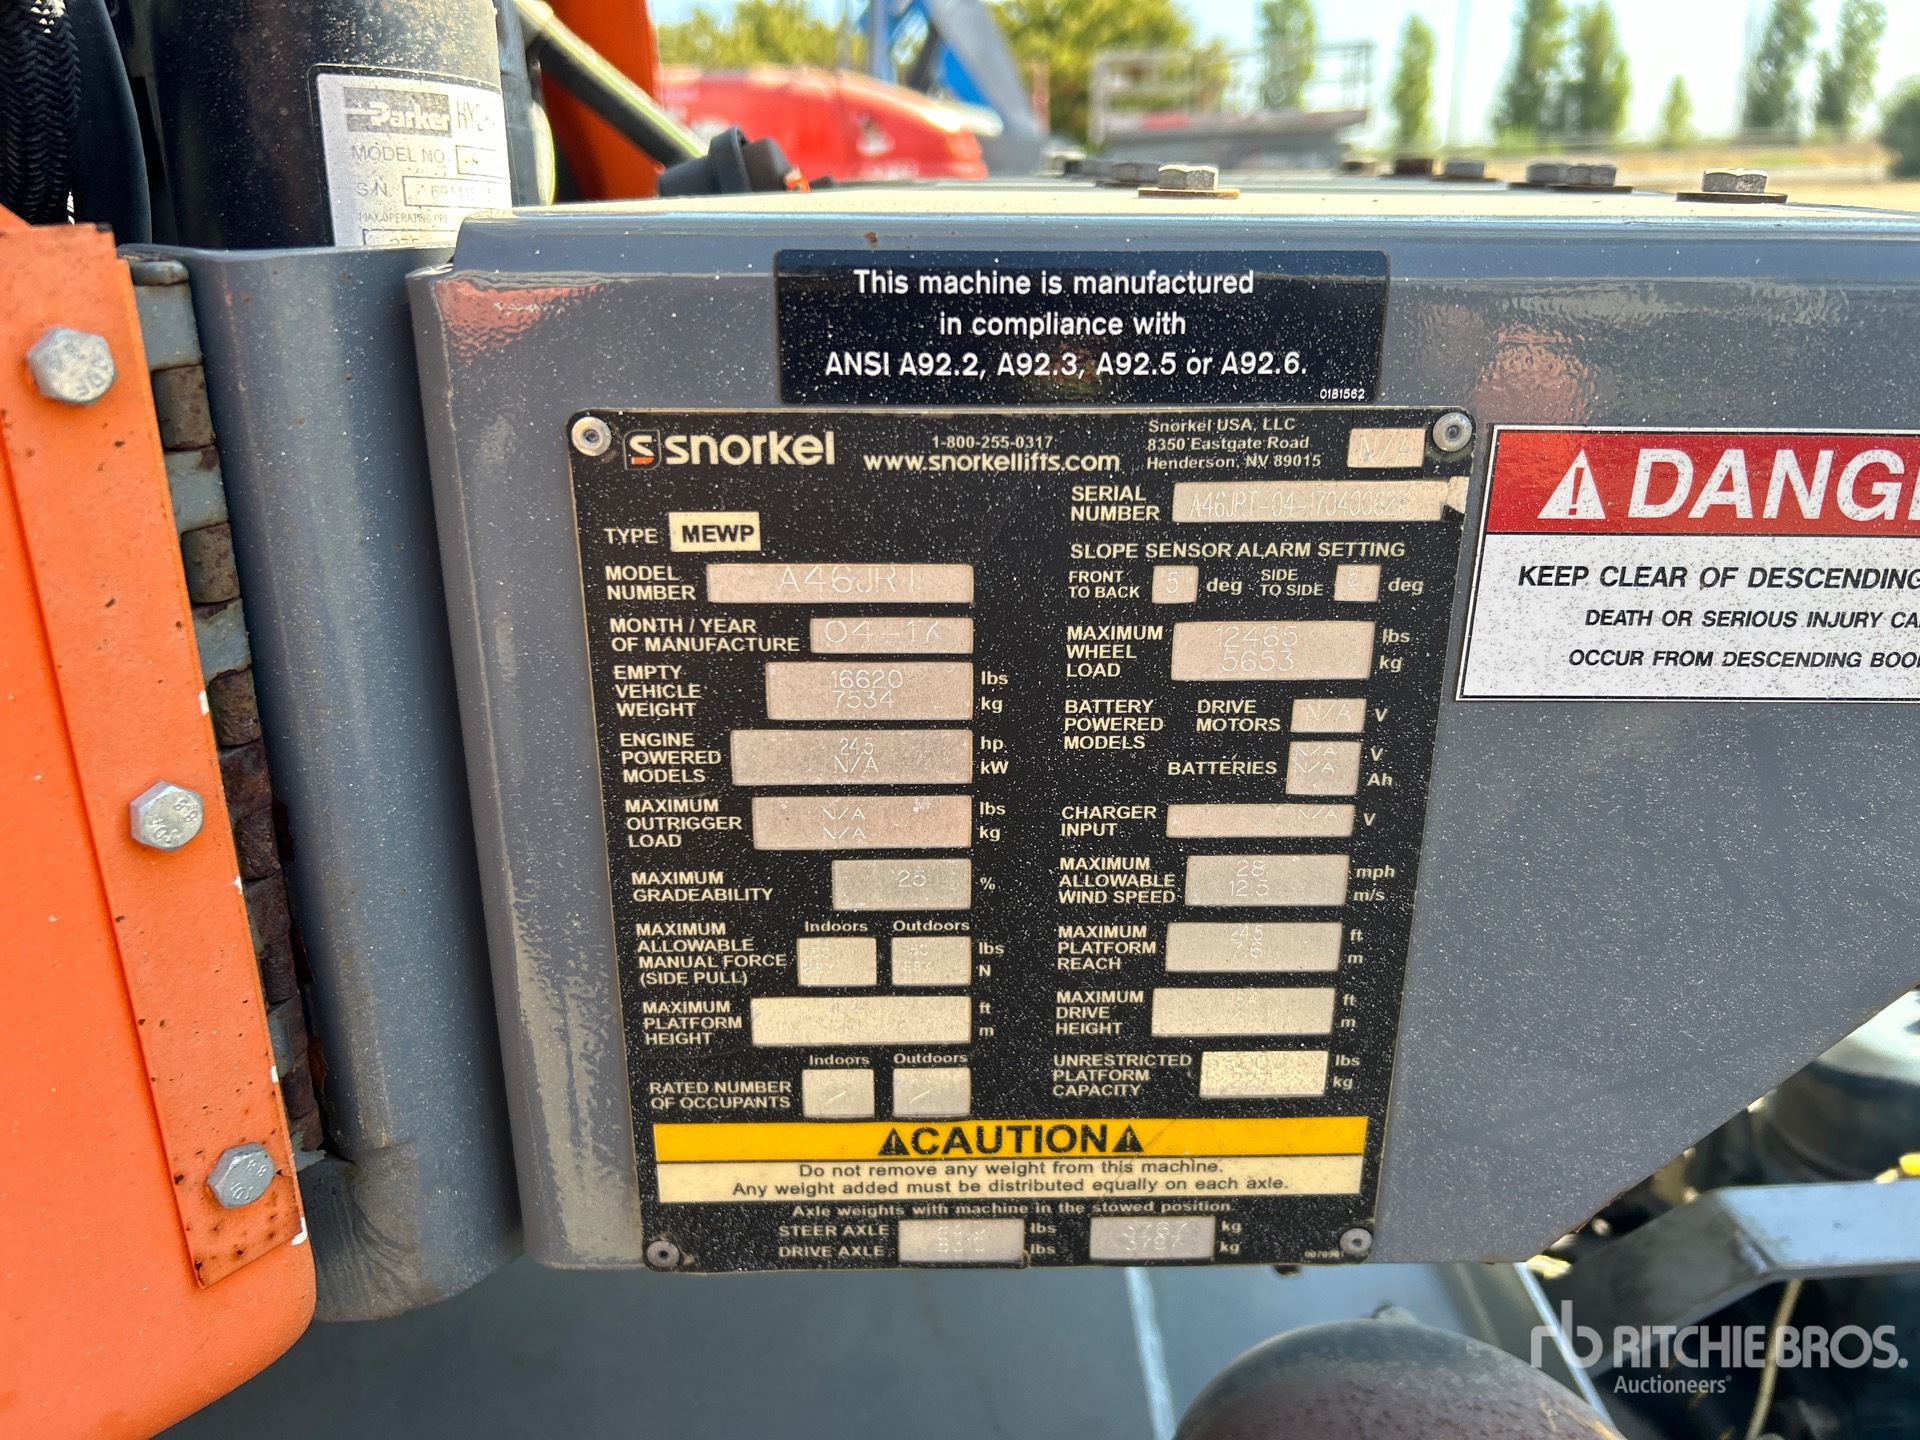 Parker HY
MODEL NO.
S/N
MAX.OPERATING PRE
This machine is manufactured
in compliance with
ANSI A92.2, A92.3, A92.5 or A92.6.
0181562
snorkel
1-800-255-0317
www.snorkellifts.com
Snorkel USA, LLC
8350 Eastgate Road
Henderson, NV 89015
N/A
TYPE MEWP
SERIAL
NUMBER
SLOPE SENSOR ALARM SETTING
FRONT
TO BACK 5 deg
SIDE
TO SIDE 3 deg
MODEL
NUMBER A46JRT
MONTH / YEAR
OF MANUFACTURE 04-17
EMPTY
VEHICLE
WEIGHT
16620 lbs
7534 kg
ENGINE
POWERED
MODELS
24.5 hp
N/A kW
MAXIMUM
OUTRIGGER
LOAD
N/A lbs
N/A kg
MAXIMUM
GRADEABILITY 25 %
MAXIMUM
ALLOWABLE
MANUAL FORCE
(SIDE PULL)
Indoors Outdoors
lbs
N
MAXIMUM
PLATFORM
HEIGHT
ft
m
Indoors Outdoors
RATED NUMBER
OF OCCUPANTS 2 2
MAXIMUM
WHEEL
LOAD
12465 lbs
5653 kg
BATTERY
POWERED
MODELS
DRIVE
MOTORS N/A V
BATTERIES
N/A V
N/A Ah
CHARGER
INPUT N/A V
MAXIMUM
ALLOWABLE
WIND SPEED
28 mph
12.5 m/s
MAXIMUM
PLATFORM
REACH
ft
m
MAXIMUM
DRIVE
HEIGHT
ft
m
UNRESTRICTED
PLATFORM
CAPACITY
lbs
kg
CAUTION
Do not remove any weight from this machine.
Any weight added must be distributed equally on each axle.
Axle weights with machine in the stowed position.
STEER AXLE lbs 3767 kg
DRIVE AXLE lbs 3767 kg
DANG
KEEP CLEAR OF DESCENDING
DEATH OR SERIOUS INJURY CA
OCCUR FROM DESCENDING BOO
rb RITCHIE BROS.
Auctioneers